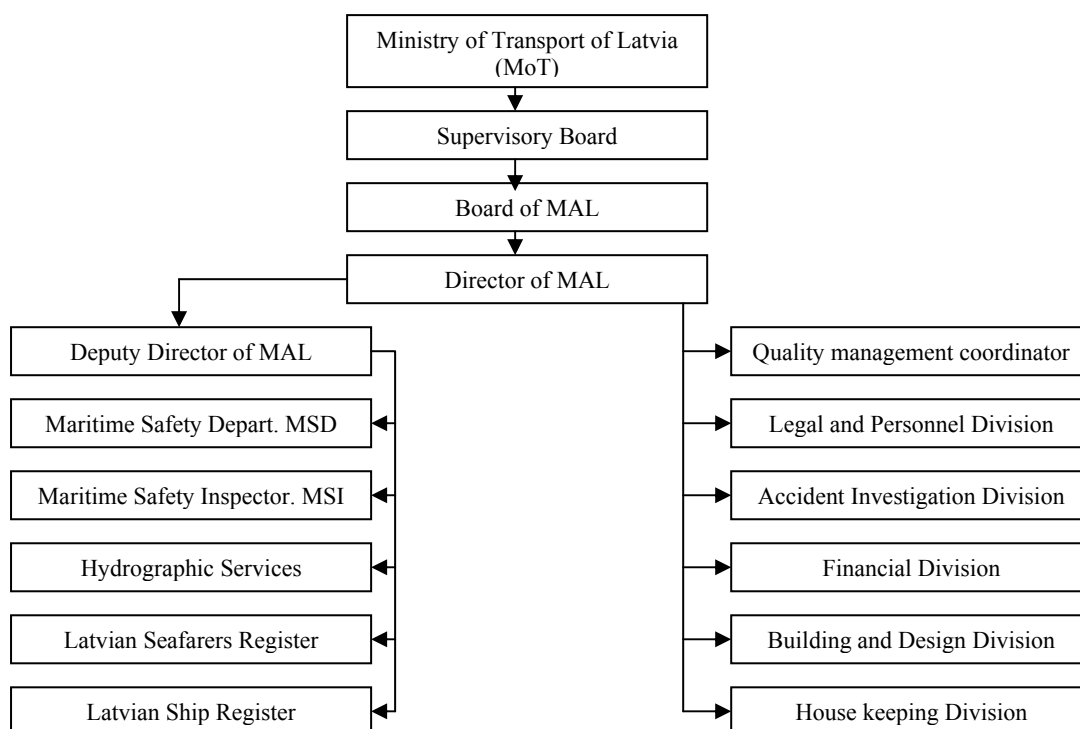 Ministry of Transport of Latvia
(MoT)
Supervisory Board
Board of MAL
Director of MAL
Deputy Director of MAL
Maritime Safety Depart. MSD
Maritime Safety Inspector. MSI
Hydrographic Services
Latvian Seafarers Register
Latvian Ship Register
Quality management coordinator
Legal and Personnel Division
Accident Investigation Division
Financial Division
Building and Design Division
House keeping Division